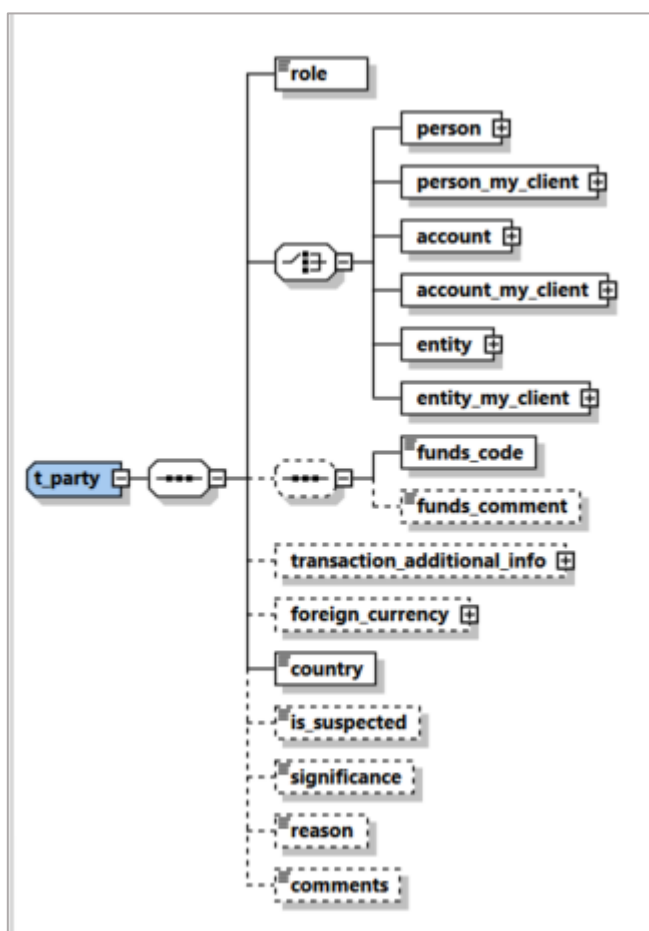 role
person
person_my_client
account
account_my_client
entity
entity_my_client
t_party
funds_code
funds_comment
transaction_additional_info
foreign_currency
country
is_suspected
significance
reason
comments